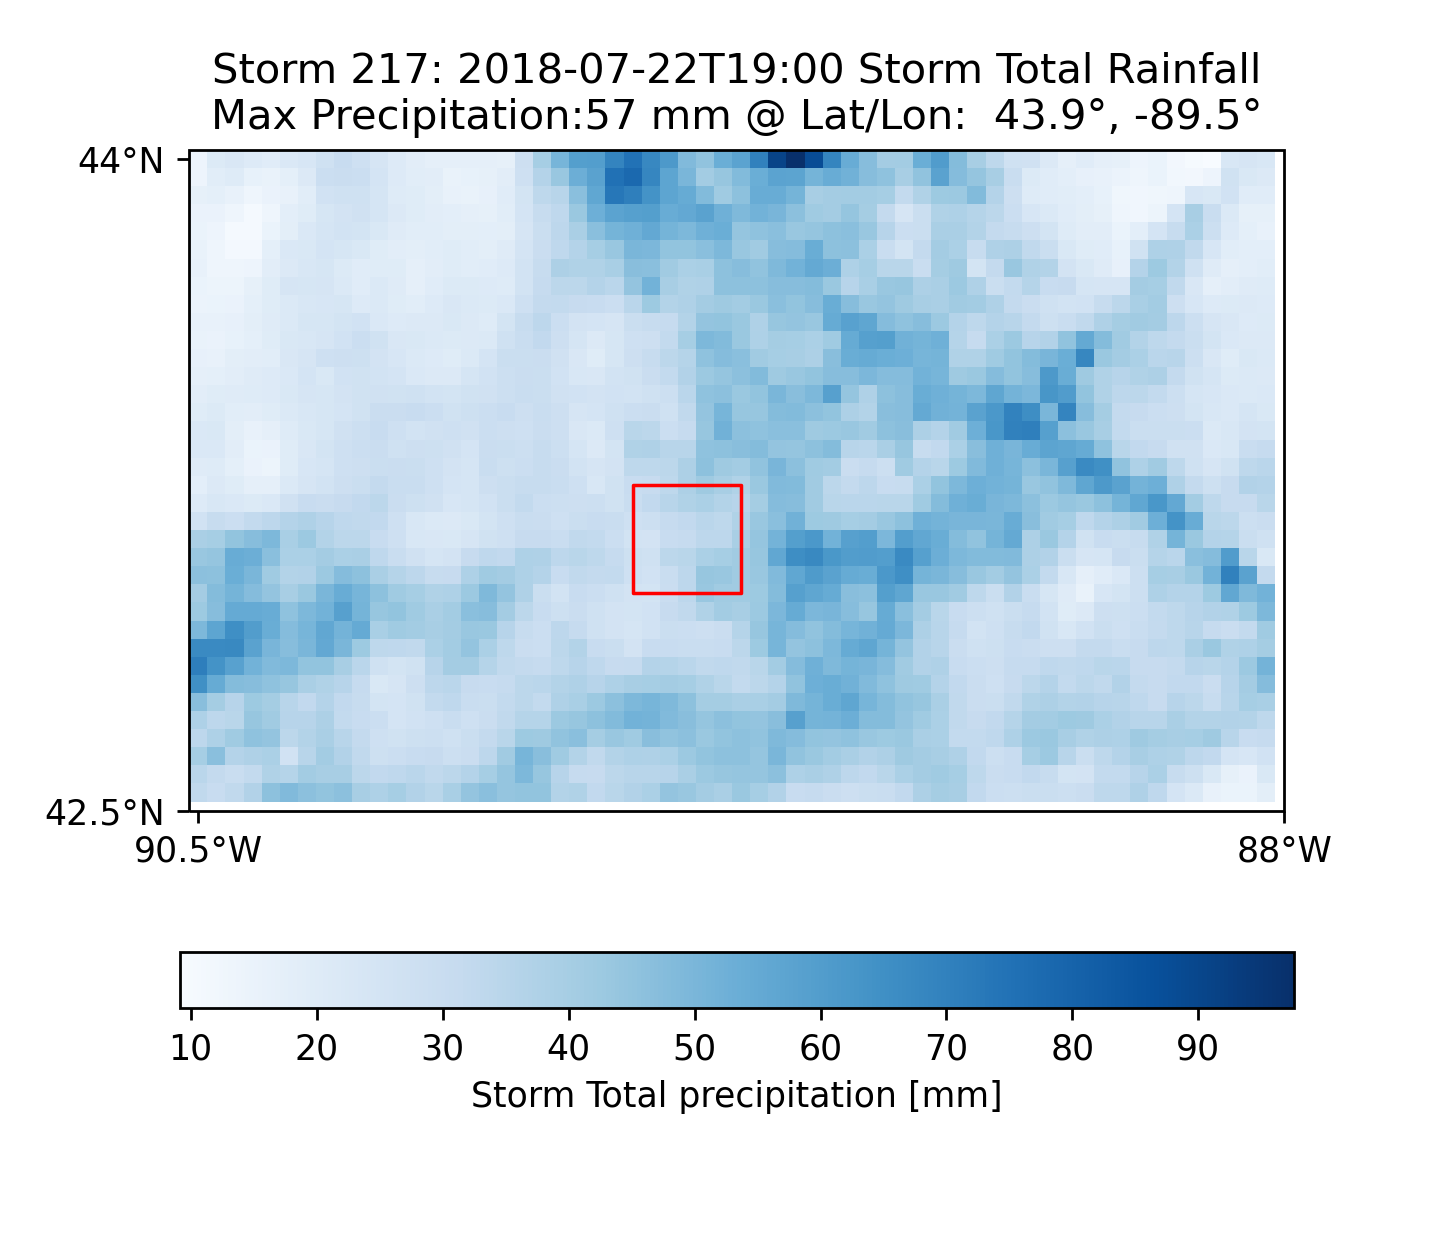 Storm 217: 2018-07-22T19:00 Storm Total Rainfall
Max Precipitation:57 mm @ Lat/Lon:  43.9°, -89.5°
44°N
42.5°N
90.5°W 88°W
10 20 30 40 50 60 70 80 90
Storm Total precipitation [mm]